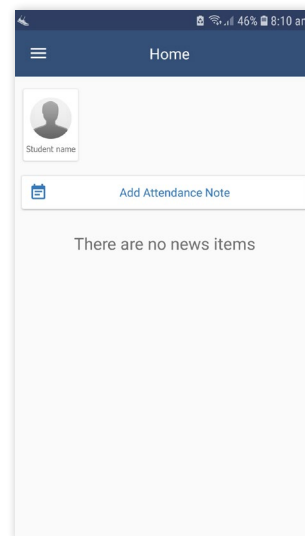 46% 8:10 am
Home
Student name
Add Attendance Note
There are no news items